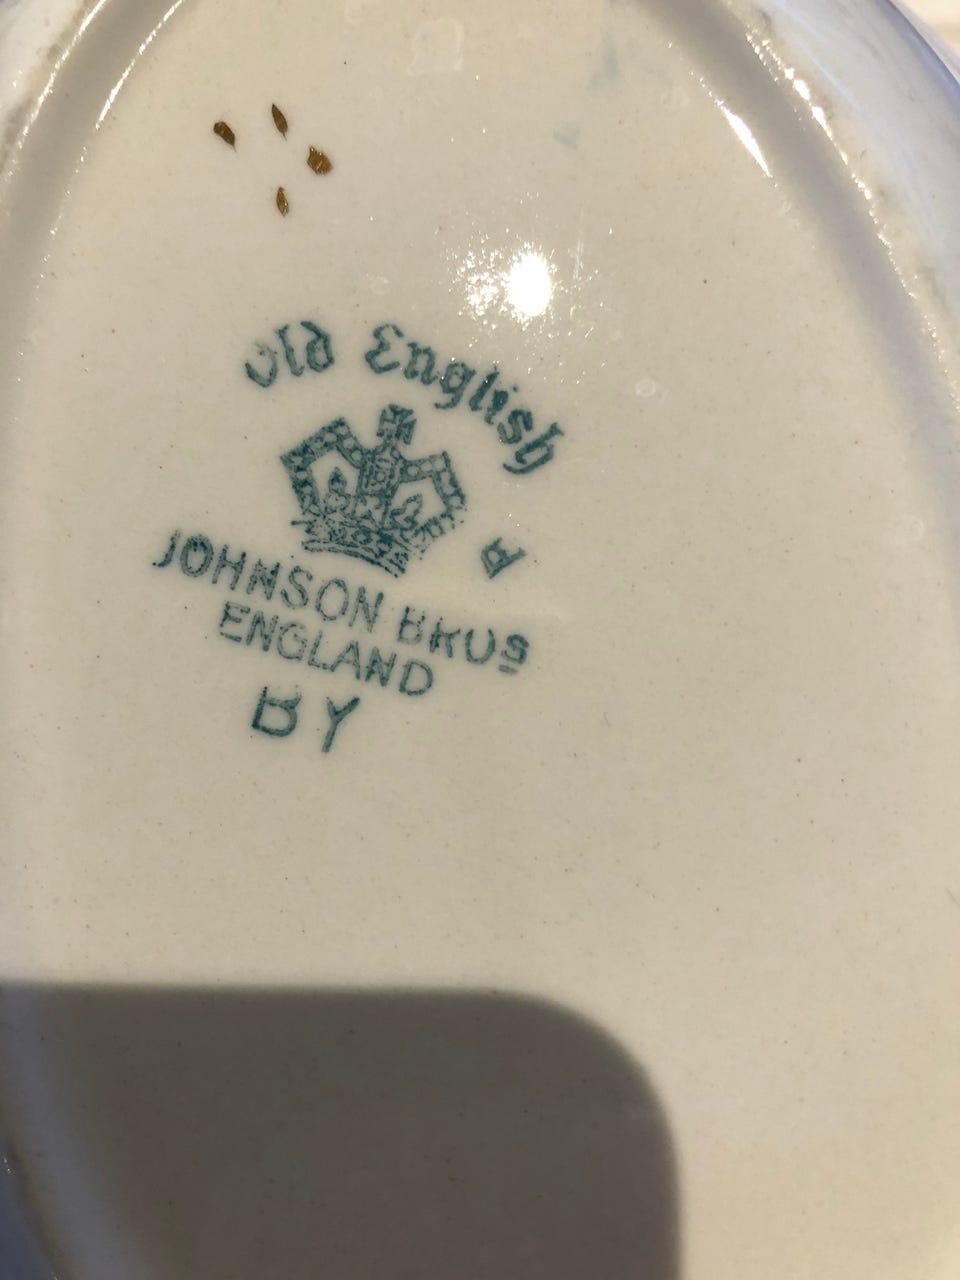 Old English
A
JOHNSON BROS
ENGLAND
BY